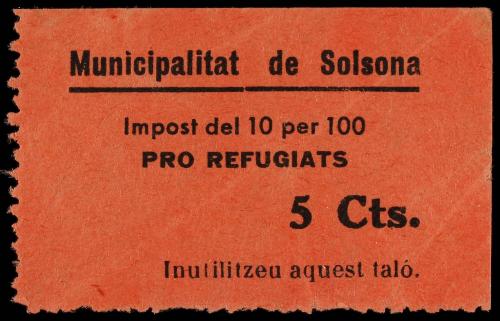 Municipalitat de Solsona
Impost del 10 per 100
PRO REFUGIATS
5 Cts.
Inutilitzeu aquest taló.